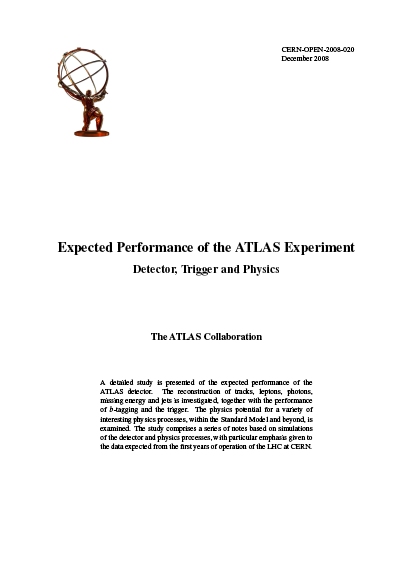 CERN-OPEN-2008-020
December 2008
Expected Performance of the ATLAS Experiment
Detector, Trigger and Physics
The ATLAS Collaboration
A detailed study is presented of the expected performance of the
ATLAS detector. The reconstruction of tracks, leptons, photons,
missing energy and jets is investigated, together with the performance
of b-tagging and the trigger. The physics potential for a variety of
interesting physics processes, within the Standard Model and beyond, is
examined. The study comprises a series of notes based on simulations
of the detector and physics processes, with particular emphasis given to
the data expected from the first years of operation of the LHC at CERN.